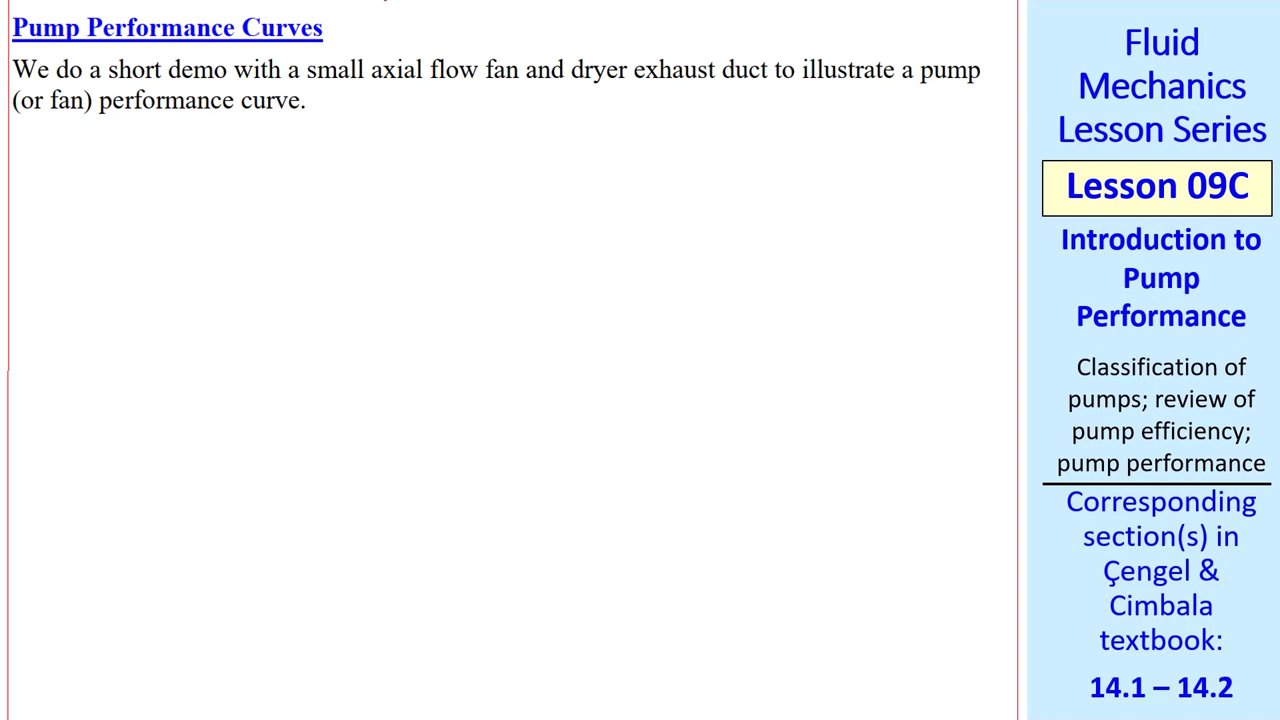 Pump Performance Curves
We do a short demo with a small axial flow fan and dryer exhaust duct to illustrate a pump
(or fan) performance curve.
Fluid
Mechanics
Lesson Series
Lesson 09C
Introduction to
Pump
Performance
Classification of
pumps; review of
pump efficiency;
pump performance
Corresponding
section(s) in
Çengel &
Cimbala
textbook:
14.1 – 14.2